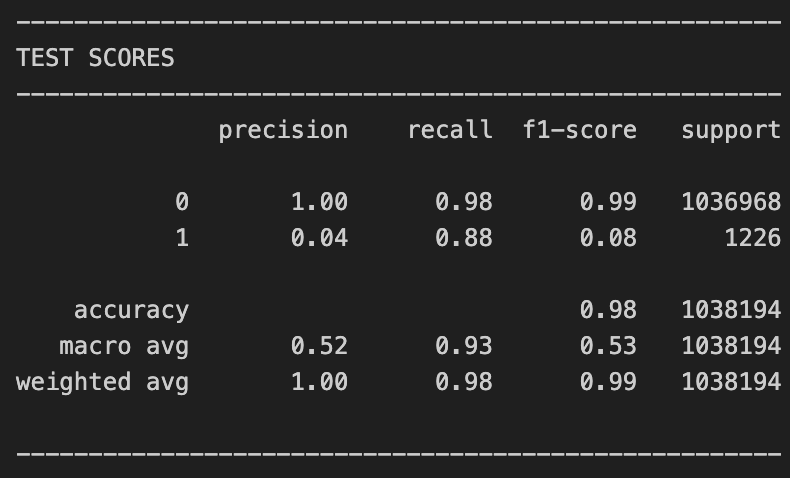 -----------------------------------------------------
TEST SCORES
-----------------------------------------------------
              precision    recall  f1-score   support

           0       1.00      0.98      0.99   1036968
           1       0.04      0.88      0.08      1226

    accuracy                           0.98   1038194
   macro avg       0.52      0.93      0.53   1038194
weighted avg       1.00      0.98      0.99   1038194

-----------------------------------------------------